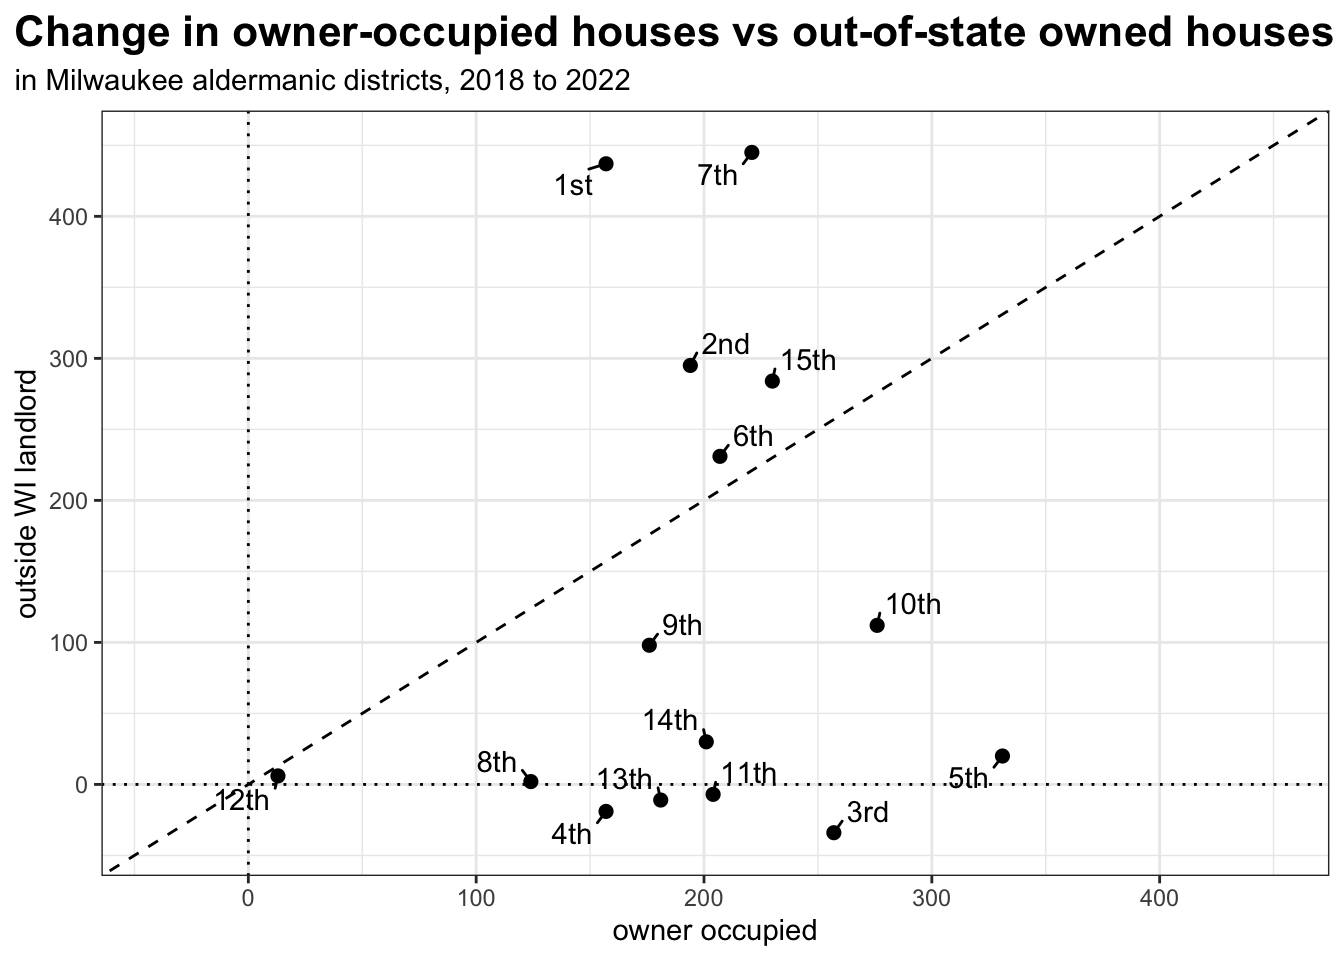 Change in owner-occupied houses vs out-of-state owned houses
in Milwaukee aldermanic districts, 2018 to 2022
outside WI landlord
400
300
200
100
0
1st
7th
2nd
15th
6th
10th
9th
14th
8th
13th
11th
5th
12th
4th
3rd
0
100
200
300
400
owner occupied